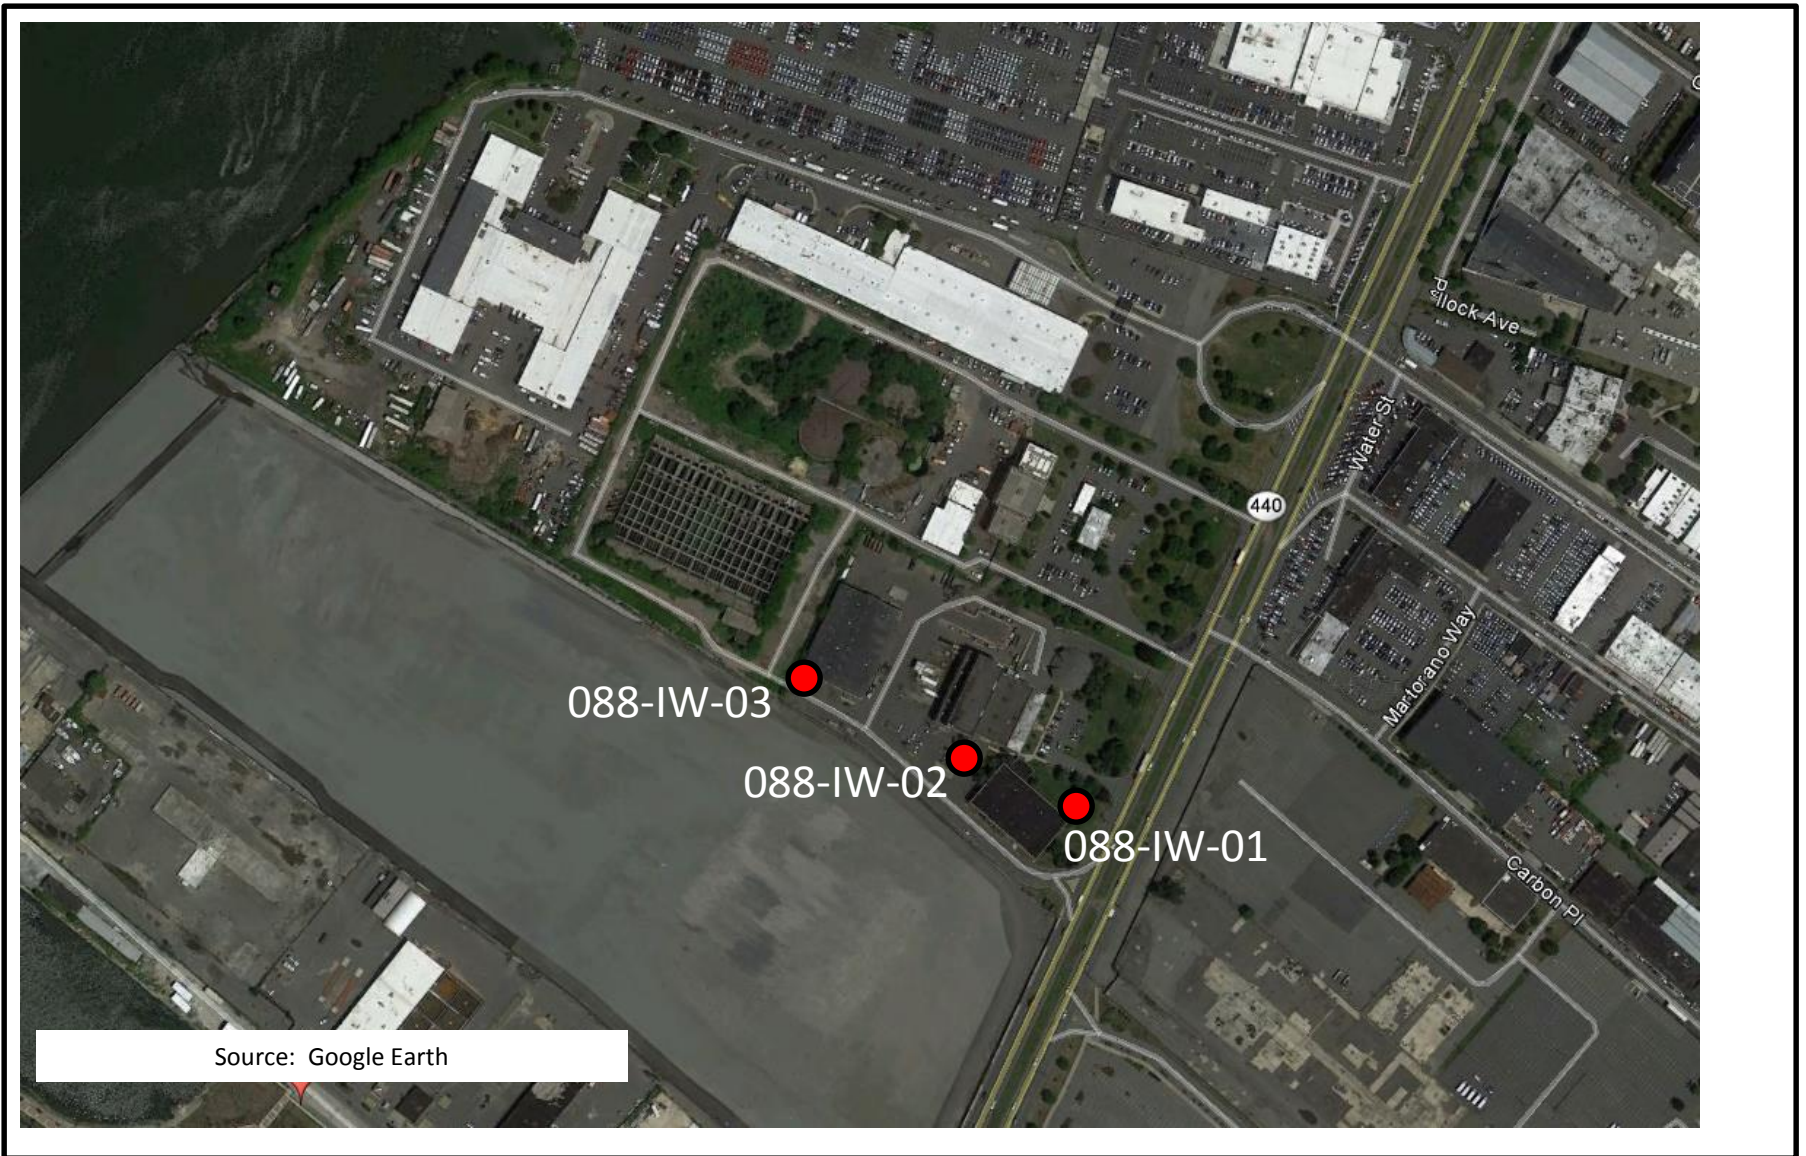 Pollock Ave
Water St
440
Martorano Way
088-IW-03
088-IW-02
088-IW-01
Carbon Pl
Source: Google Earth